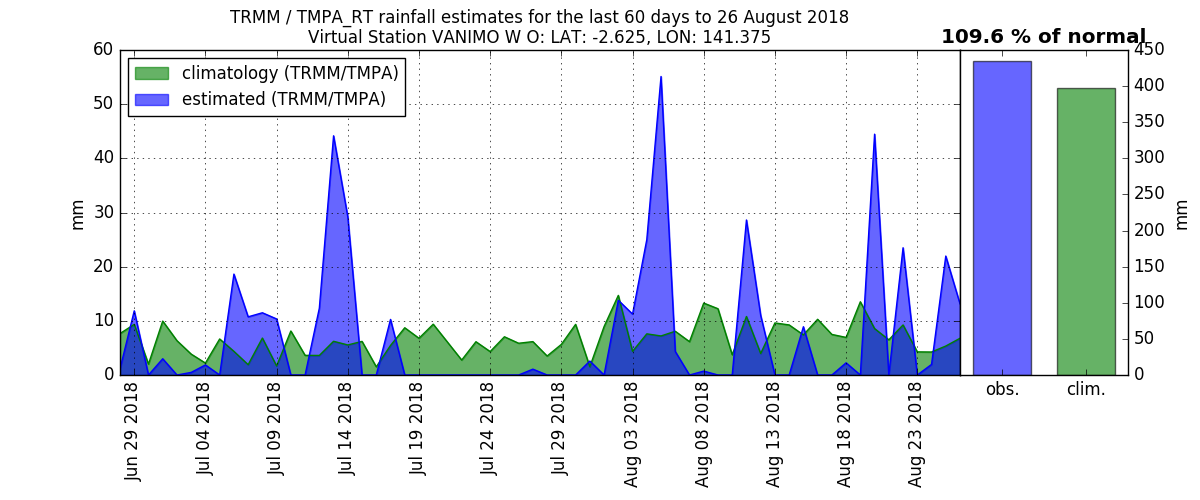 TRMM / TMPA_RT rainfall estimates for the last 60 days to 26 August 2018
Virtual Station VANIMO W O: LAT: -2.625, LON: 141.375
109.6 % of normal
climatology (TRMM/TMPA)
estimated (TRMM/TMPA)
mm
60
50
40
30
20
10
0
Jun 29 2018
Jul 04 2018
Jul 09 2018
Jul 14 2018
Jul 19 2018
Jul 24 2018
Jul 29 2018
Aug 03 2018
Aug 08 2018
Aug 13 2018
Aug 18 2018
Aug 23 2018
obs.
clim.
450
400
350
300
250
200
150
100
50
0
mm